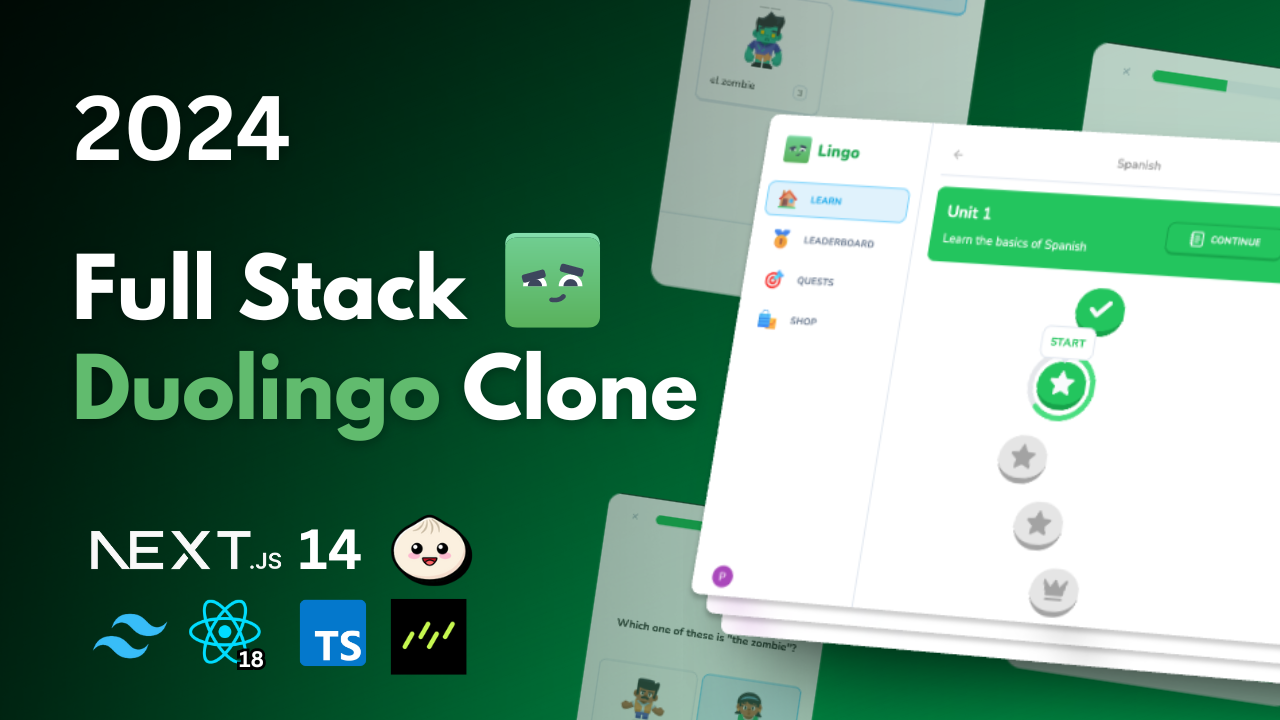 2024
Full Stack
Duolingo Clone
NEXT.JS 14
18
TS
el zombie
3
Lingo
LEARN
LEADERBOARD
QUESTS
SHOP
P
Spanish
Unit 1
Learn the basics of Spanish
CONTINUE
START
Which one of these is "the zombie"?